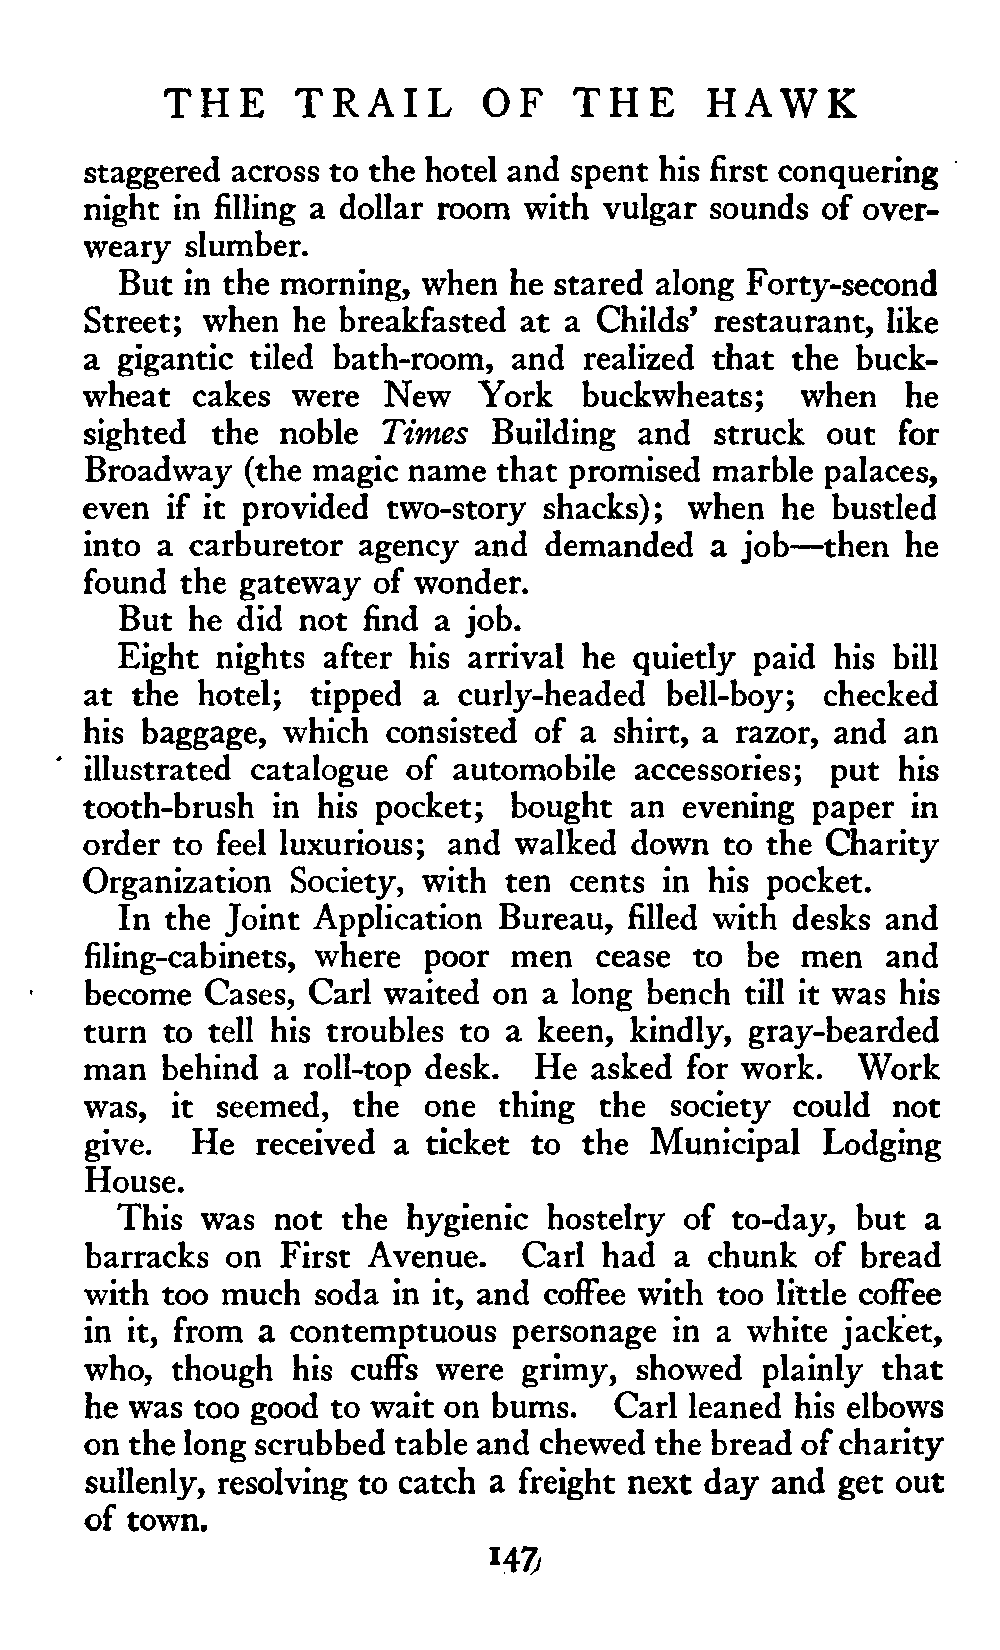 THE TRAIL OF THE HAWK
staggered across to the hotel and spent his first conquering
night in filling a dollar room with vulgar sounds of over-
weary slumber.
But in the morning, when he stared along Forty-second
Street; when he breakfasted at a Childs' restaurant, like
a gigantic tiled bath-room, and realized that the buck-
wheat cakes were New York buckwheats; when he
sighted the noble Times Building and struck out for
Broadway (the magic name that promised marble palaces,
even if it provided two-story shacks); when he bustled
into a carburetor agency and demanded a job—then he
found the gateway of wonder.
But he did not find a job.
Eight nights after his arrival he quietly paid his bill
at the hotel; tipped a curly-headed bell-boy; checked
his baggage, which consisted of a shirt, a razor, and an
illustrated catalogue of automobile accessories; put his
tooth-brush in his pocket; bought an evening paper in
order to feel luxurious; and walked down to the Charity
Organization Society, with ten cents in his pocket.
In the Joint Application Bureau, filled with desks and
filing-cabinets, where poor men cease to be men and
become Cases, Carl waited on a long bench till it was his
turn to tell his troubles to a keen, kindly, gray-bearded
man behind a roll-top desk. He asked for work. Work
was, it seemed, the one thing the society could not
give. He received a ticket to the Municipal Lodging
House.
This was not the hygienic hostelry of to-day, but a
barracks on First Avenue. Carl had a chunk of bread
with too much soda in it, and coffee with too little coffee
in it, from a contemptuous personage in a white jacket,
who, though his cuffs were grimy, showed plainly that
he was too good to wait on bums. Carl leaned his elbows
on the long scrubbed table and chewed the bread of charity
sullenly, resolving to catch a freight next day and get out
of town.
147